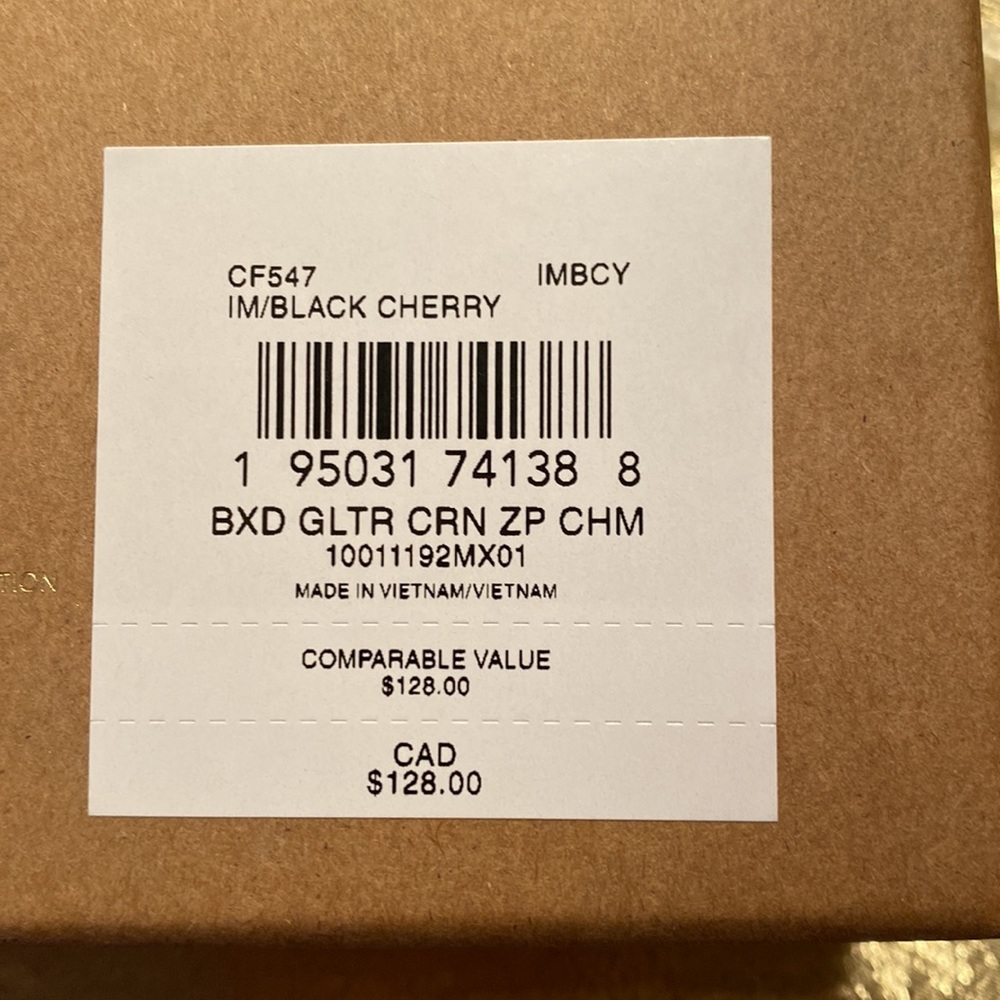 CF547 IMBCY
IM/BLACK CHERRY
1 95031 74138 8
BXD GLTR CRN ZP CHM
10011192MX01
MADE IN VIETNAM/VIETNAM
COMPARABLE VALUE
$128.00
CAD
$128.00